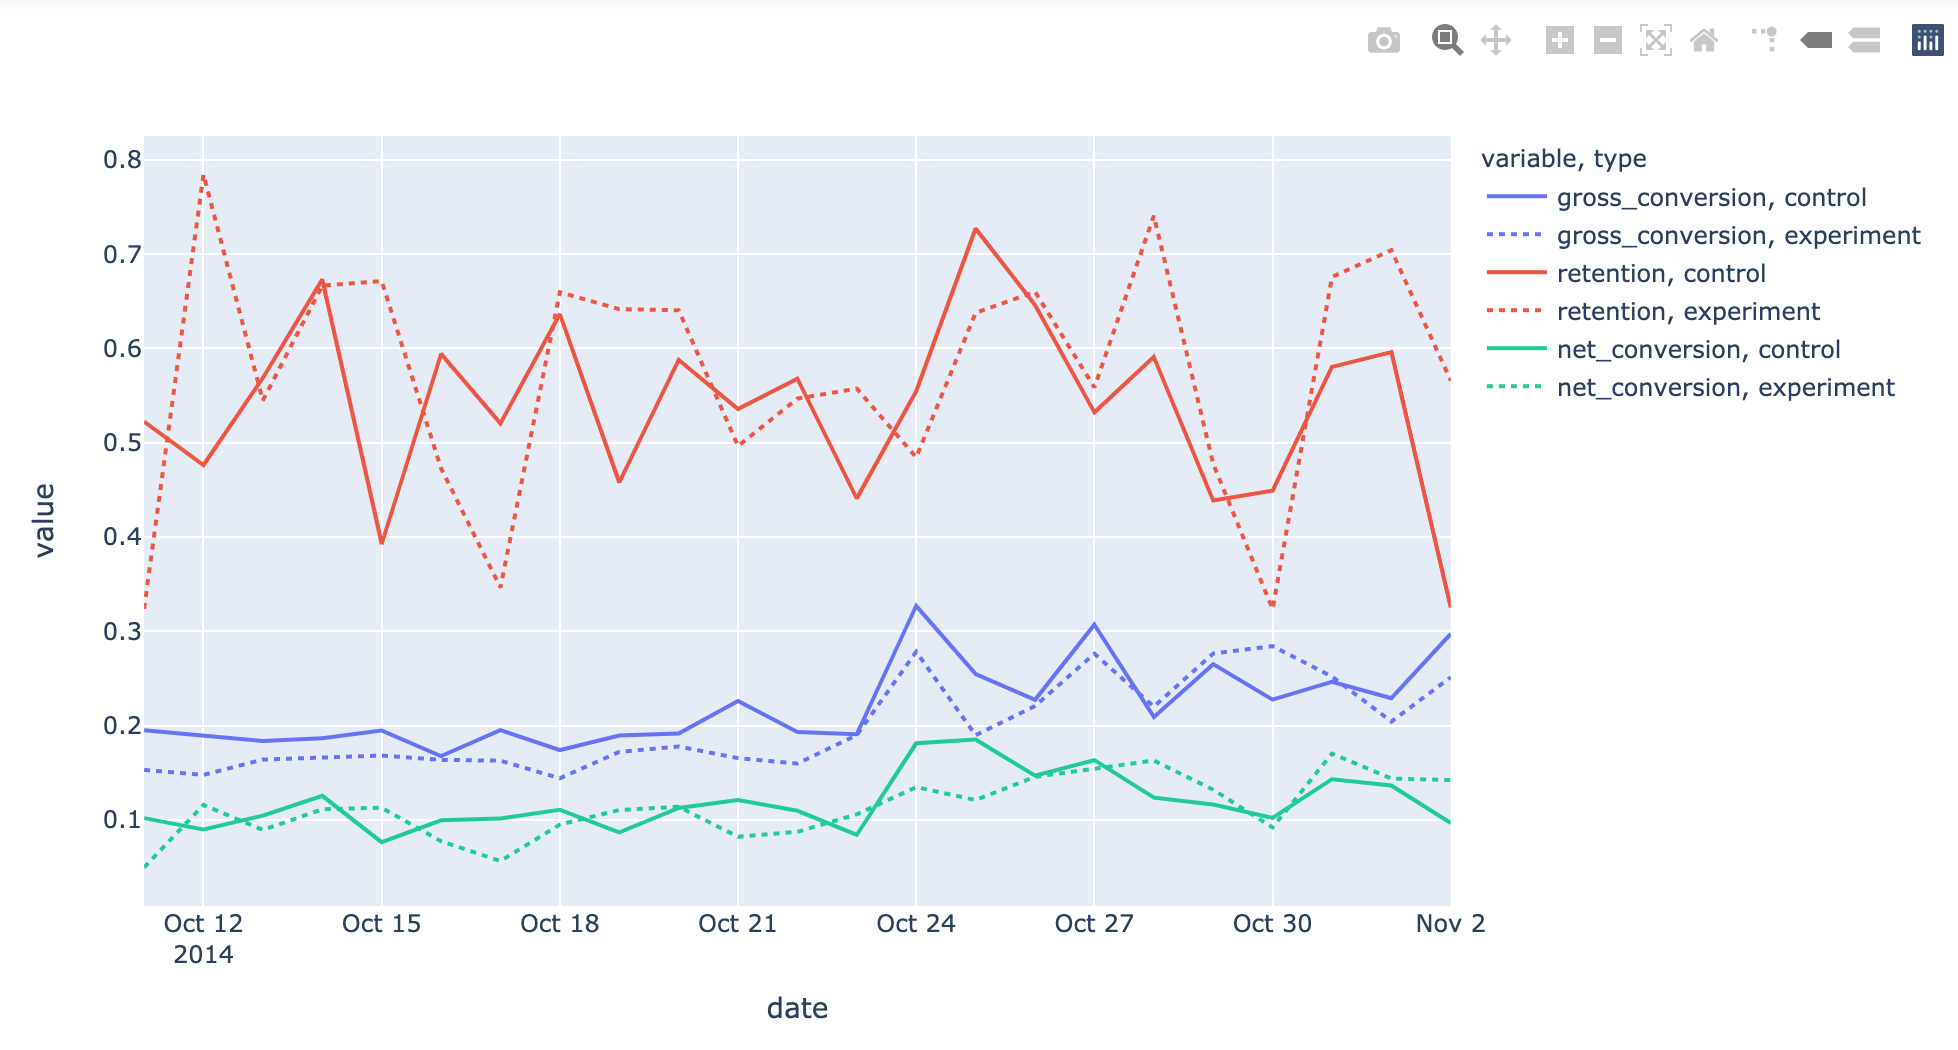 0.8
0.7
0.6
0.5
0.4
0.3
0.2
0.1
value
Oct 12 Oct 15 Oct 18 Oct 21 Oct 24 Oct 27 Oct 30 Nov 2
2014
date
variable, type
gross_conversion, control
gross_conversion, experiment
retention, control
retention, experiment
net_conversion, control
net_conversion, experiment